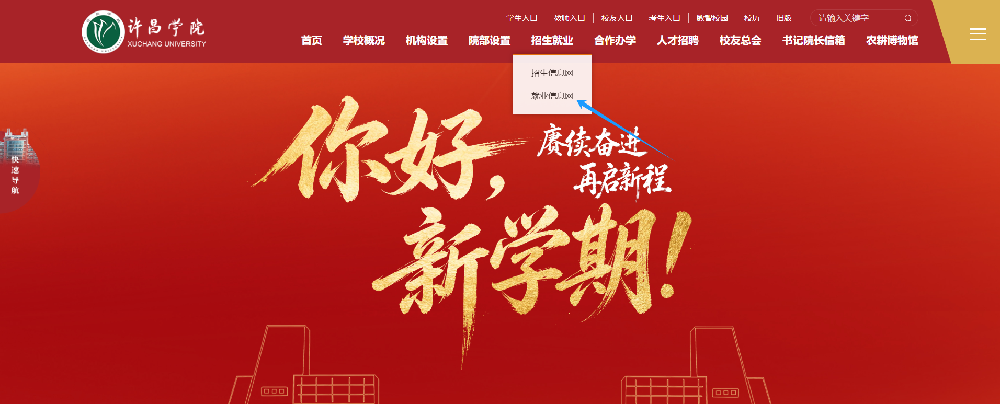 学生入口 教师入口 校友入口 考生入口 数智校园 校历 旧版 请输入关键字
许昌学院
XUCHANG UNIVERSITY
首页 学校概况 机构设置 院部设置 招生就业 合作办学 人才招聘 校友总会 书记院长信箱 农耕博物馆
招生信息网
就业信息网
你好,
赓续奋进
再启新程
新学期!
快速导航